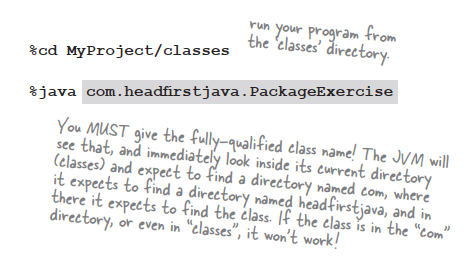 run your program from
the 'classes' directory.
%cd MyProject/classes
%java com.headfirstjava.PackageExercise
You MUST give the fully-qualified class name! The JVM will
see that, and immediately look inside its current directory
(classes) and expect to find a directory named com, where
it expects to find a directory named headfirstjava, and in
there it expects to find the class. If the class is in the "com"
directory, or even in "classes", it won't work!